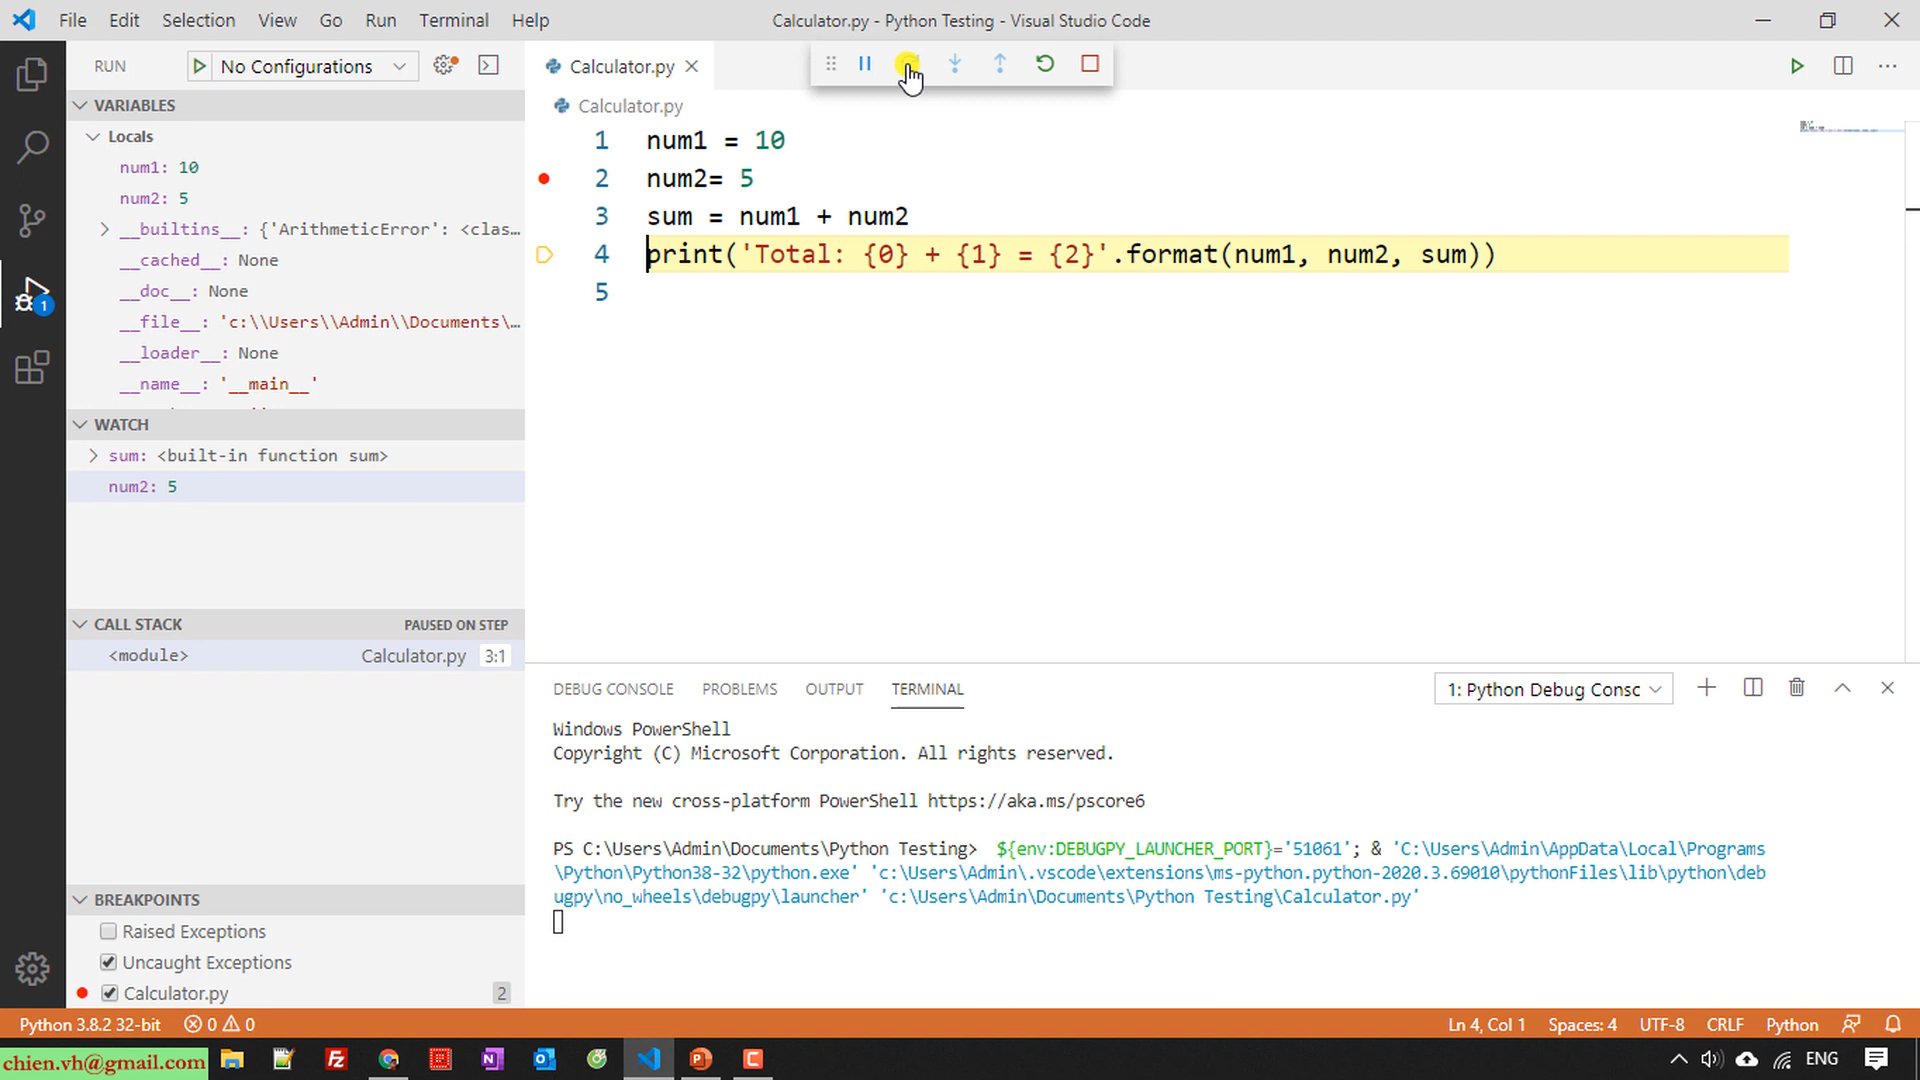 File Edit Selection View Go Run Terminal Help
Calculator.py - Python Testing - Visual Studio Code
RUN
No Configurations
VARIABLES
Locals
num1: 10
num2: 5
__builtins__: {'ArithmeticError': <clas...
__cached__: None
__doc__: None
__file__: 'c:\\Users\\Admin\\Documents\...
__loader__: None
__name__: '__main__'
WATCH
sum: <built-in function sum>
num2: 5
CALL STACK PAUSED ON STEP
<module> Calculator.py 3:1
BREAKPOINTS
Raised Exceptions
Uncaught Exceptions
Calculator.py 2
Calculator.py
Calculator.py
1 num1 = 10
2 num2= 5
3 sum = num1 + num2
4 print('Total: {0} + {1} = {2}'.format(num1, num2, sum))
5
DEBUG CONSOLE PROBLEMS OUTPUT TERMINAL
1: Python Debug Consc
Windows PowerShell
Copyright (C) Microsoft Corporation. All rights reserved.
Try the new cross-platform PowerShell https://aka.ms/pscore6
PS C:\Users\Admin\Documents\Python Testing> ${env:DEBUGPY_LAUNCHER_PORT}='51061'; & 'C:\Users\Admin\AppData\Local\Programs
\Python\Python38-32\python.exe' 'c:\Users\Admin\.vscode\extensions\ms-python.python-2020.3.69010\pythonFiles\lib\python\deb
ugpy\no_wheels\debugpy\launcher' 'c:\Users\Admin\Documents\Python Testing\Calculator.py'
1
Python 3.8.2 32-bit 0 0
Ln 4, Col 1 Spaces: 4 UTF-8 CRLF Python
chien.vh@gmail.com
ENG